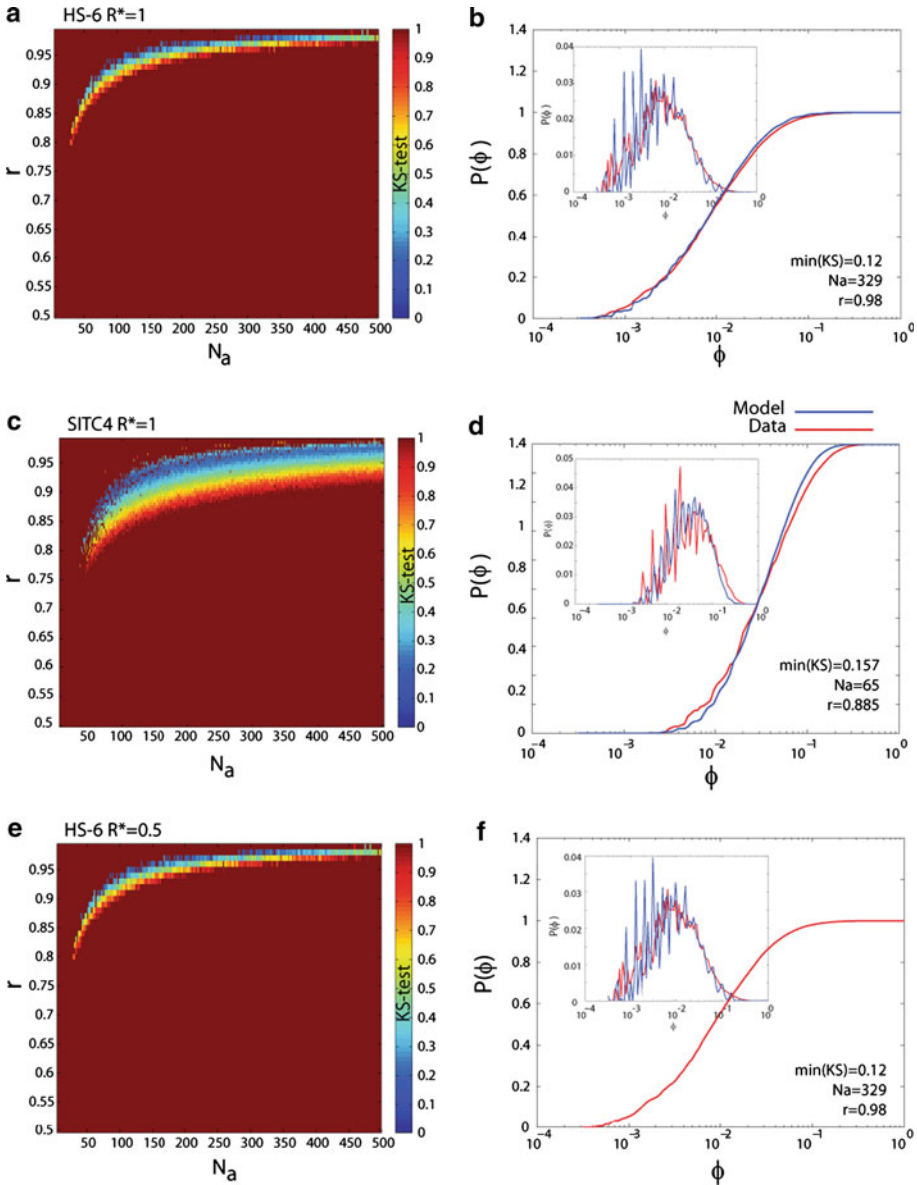 a HS-6 R*=1
1
0.9
0.8
0.7
0.6
0.5
0.4
0.3
0.2
0.1
0
KS-test
0.95
0.9
0.85
0.8
0.75
0.7
0.65
0.6
0.55
0.5
r
50 100 150 200 250 300 350 400 450 500
Na
b
1.4
1.2
1
0.8
0.6
0.4
0.2
0
P(ϕ)
0.04
0.03
0.02
0.01
0
P(ϕ)
10−4 10−3 10−2 10−1 100
ϕ
min(KS)=0.12
Na=329
r=0.98
10−4 10−3 10−2 10−1 100
ϕ
c SITC4 R*=1
1
0.9
0.8
0.7
0.6
0.5
0.4
0.3
0.2
0.1
0
KS-test
0.95
0.9
0.85
0.8
0.75
0.7
0.65
0.6
0.55
0.5
r
50 100 150 200 250 300 350 400 450 500
Na
d
Model
Data
1.4
1.2
1
0.8
0.6
0.4
0.2
0
P(ϕ)
0.05
0.04
0.03
0.02
0.01
0
P(ϕ)
10−4 10−3 10−2 10−1 100
ϕ
min(KS)=0.157
Na=65
r=0.885
10−4 10−3 10−2 10−1 100
ϕ
e HS-6 R*=0.5
1
0.9
0.8
0.7
0.6
0.5
0.4
0.3
0.2
0.1
0
KS-test
0.95
0.9
0.85
0.8
0.75
0.7
0.65
0.6
0.55
0.5
r
50 100 150 200 250 300 350 400 450 500
Na
f
1.4
1.2
1
0.8
0.6
0.4
0.2
0
P(ϕ)
0.04
0.03
0.02
0.01
0
P(ϕ)
10−4 10−3 10−2 10−1 100
ϕ
min(KS)=0.12
Na=329
r=0.98
10−4 10−3 10−2 10−1 100
ϕ